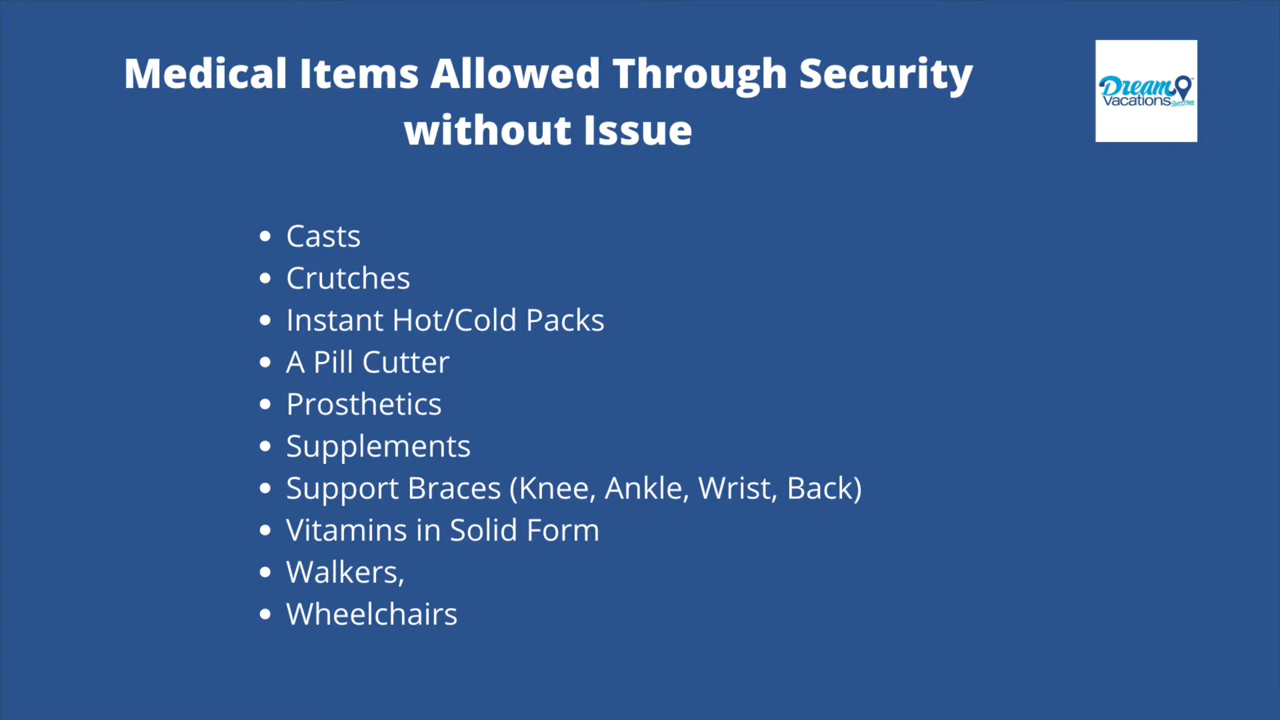 Medical Items Allowed Through Security
without Issue
Dream
Vacations
• Casts
• Crutches
• Instant Hot/Cold Packs
• A Pill Cutter
• Prosthetics
• Supplements
• Support Braces (Knee, Ankle, Wrist, Back)
• Vitamins in Solid Form
• Walkers,
• Wheelchairs